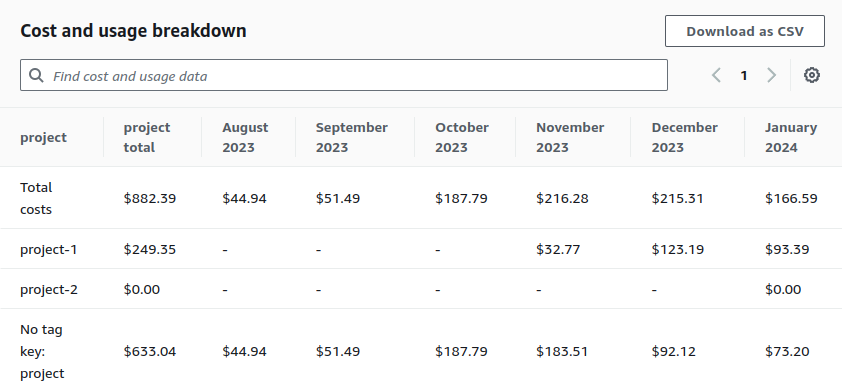 Cost and usage breakdown
Download as CSV
Find cost and usage data
1
project
project total
August 2023
September 2023
October 2023
November 2023
December 2023
January 2024
Total costs $882.39 $44.94 $51.49 $187.79 $216.28 $215.31 $166.59
project-1 $249.35 - - - $32.77 $123.19 $93.39
project-2 $0.00 - - - - - $0.00
No tag key: project $633.04 $44.94 $51.49 $187.79 $183.51 $92.12 $73.20